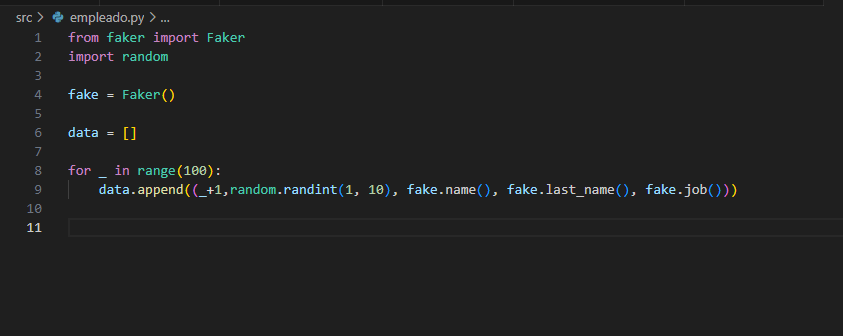 src > empleado.py > ...
1 from faker import Faker
2 import random
3
4 fake = Faker()
5
6 data = []
7
8 for _ in range(100):
9 data.append((_+1,random.randint(1, 10), fake.name(), fake.last_name(), fake.job()))
10
11